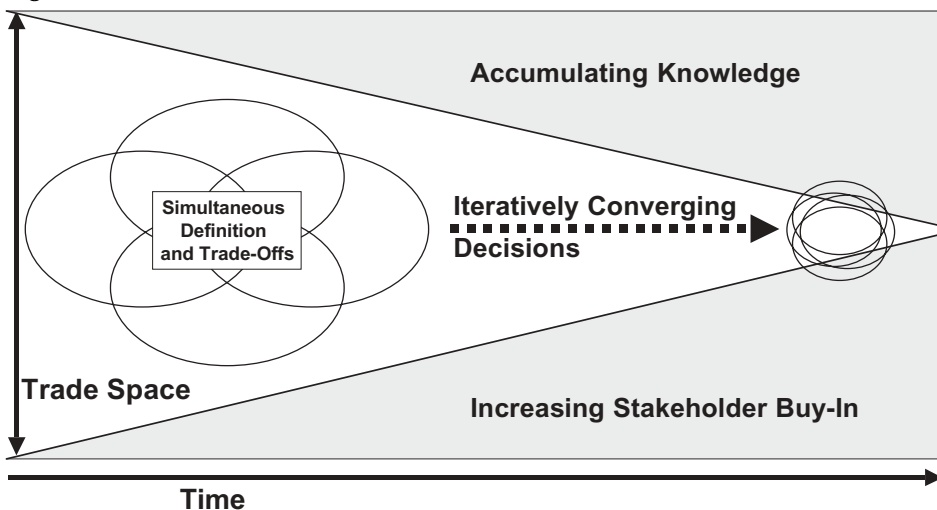 Accumulating Knowledge
Simultaneous
Definition
and Trade-Offs
Iteratively Converging
Decisions
Trade Space
Increasing Stakeholder Buy-In
Time